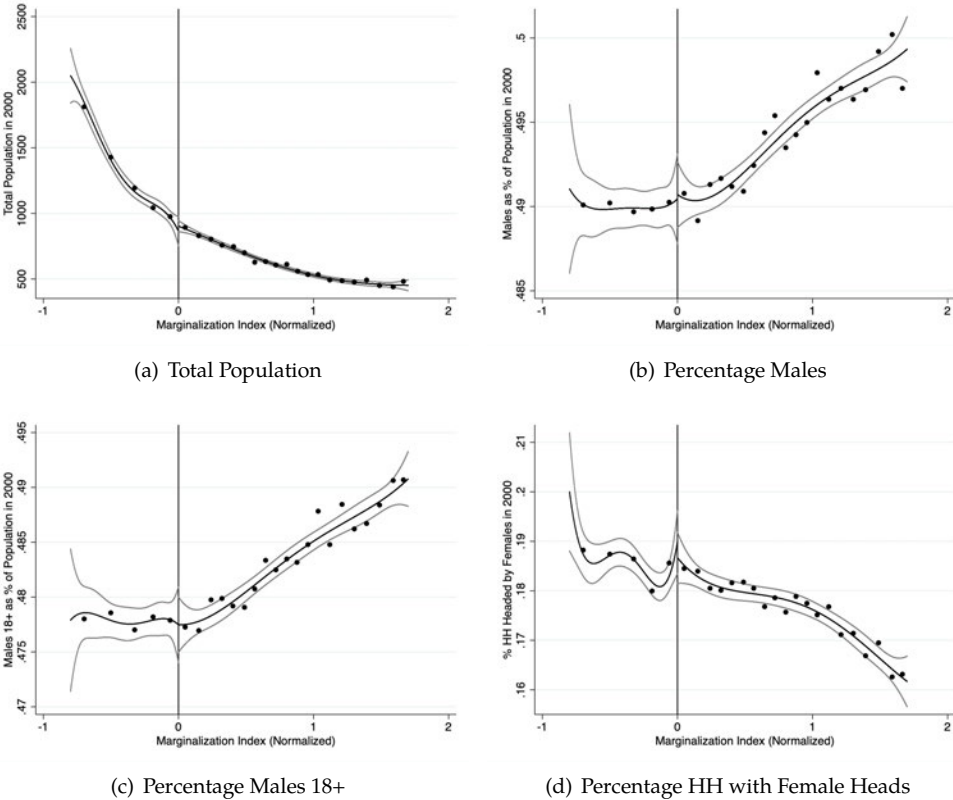 2500
2000
1500
1000
500
Total Population in 2000
-1 0 1 2
Marginalization Index (Normalized)
(a) Total Population
.5
.495
.49
.485
Males as % of Population in 2000
-1 0 1 2
Marginalization Index (Normalized)
(b) Percentage Males
.495
.49
.485
.48
.475
.47
Males 18+ as % of Population in 2000
-1 0 1 2
Marginalization Index (Normalized)
(c) Percentage Males 18+
.21
.2
.19
.18
.17
.16
% HH Headed by Females in 2000
-1 0 1 2
Marginalization Index (Normalized)
(d) Percentage HH with Female Heads